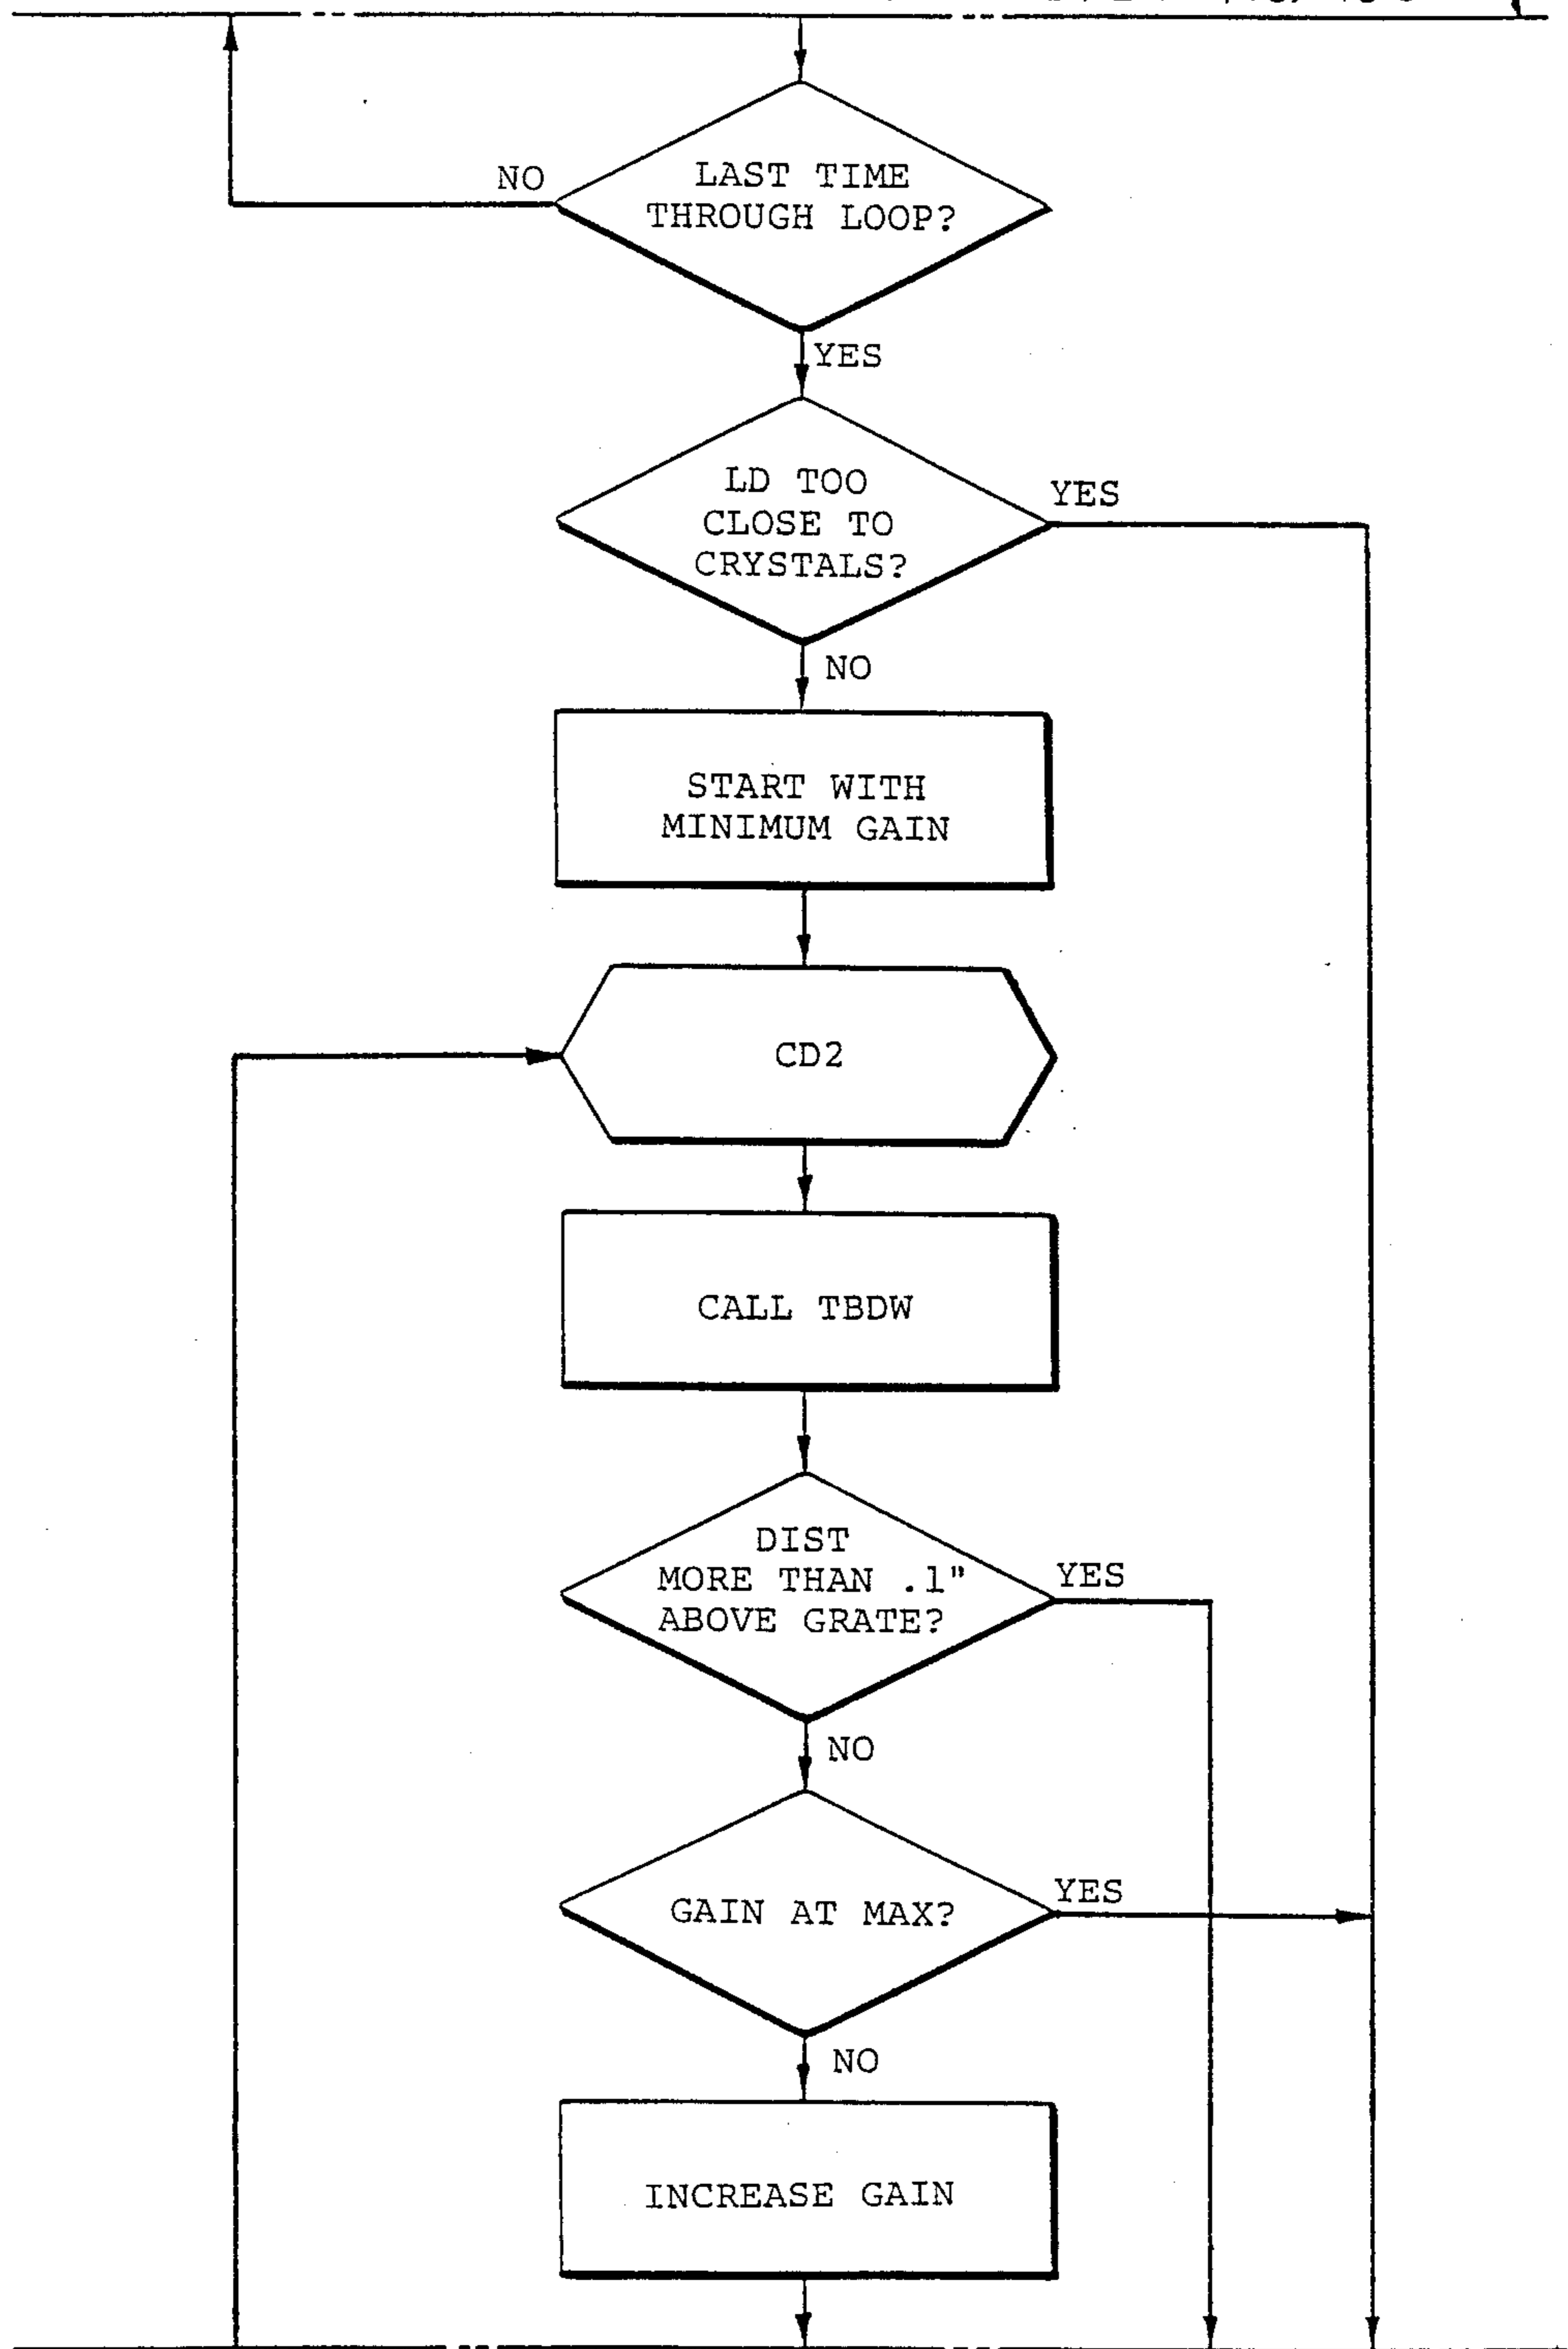 LAST TIME
THROUGH LOOP?
NO
YES
LD TOO
CLOSE TO
CRYSTALS?
YES
NO
START WITH
MINIMUM GAIN
CD2
CALL TBDW
DIST
MORE THAN .1"
ABOVE GRATE?
YES
NO
GAIN AT MAX?
YES
NO
INCREASE GAIN